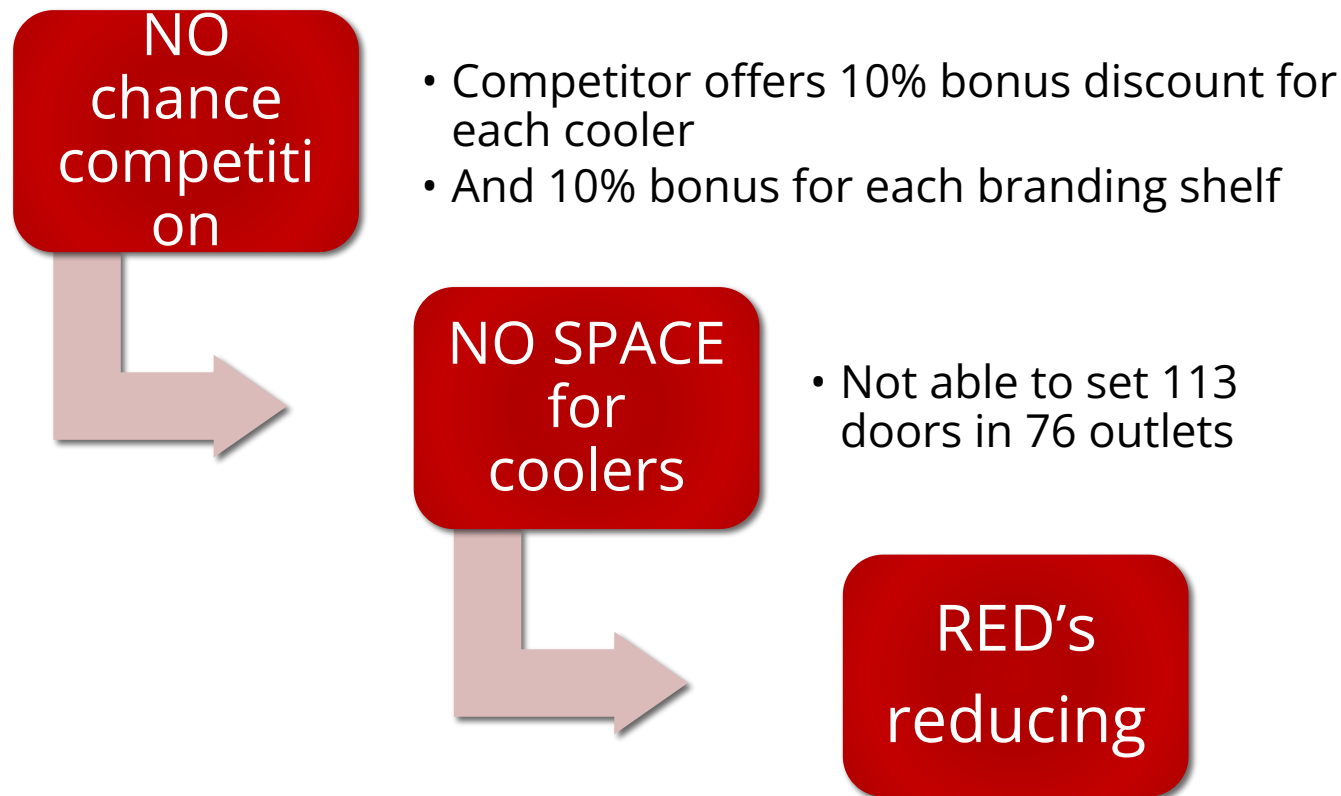 NO
chance
competiti
on
• Competitor offers 10% bonus discount for
each cooler
• And 10% bonus for each branding shelf
NO SPACE
for
coolers
• Not able to set 113
doors in 76 outlets
RED’s
reducing